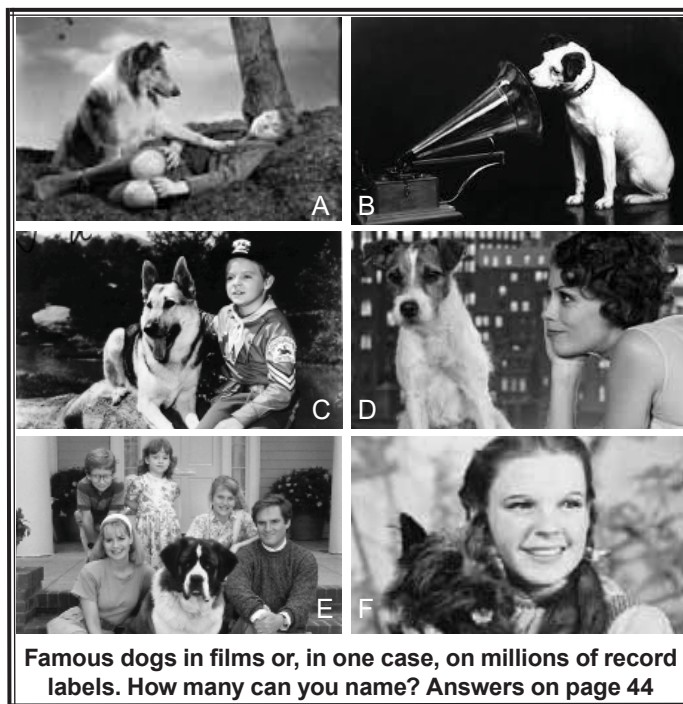 A
B
C
D
E
F
Famous dogs in films or, in one case, on millions of record
labels. How many can you name? Answers on page 44